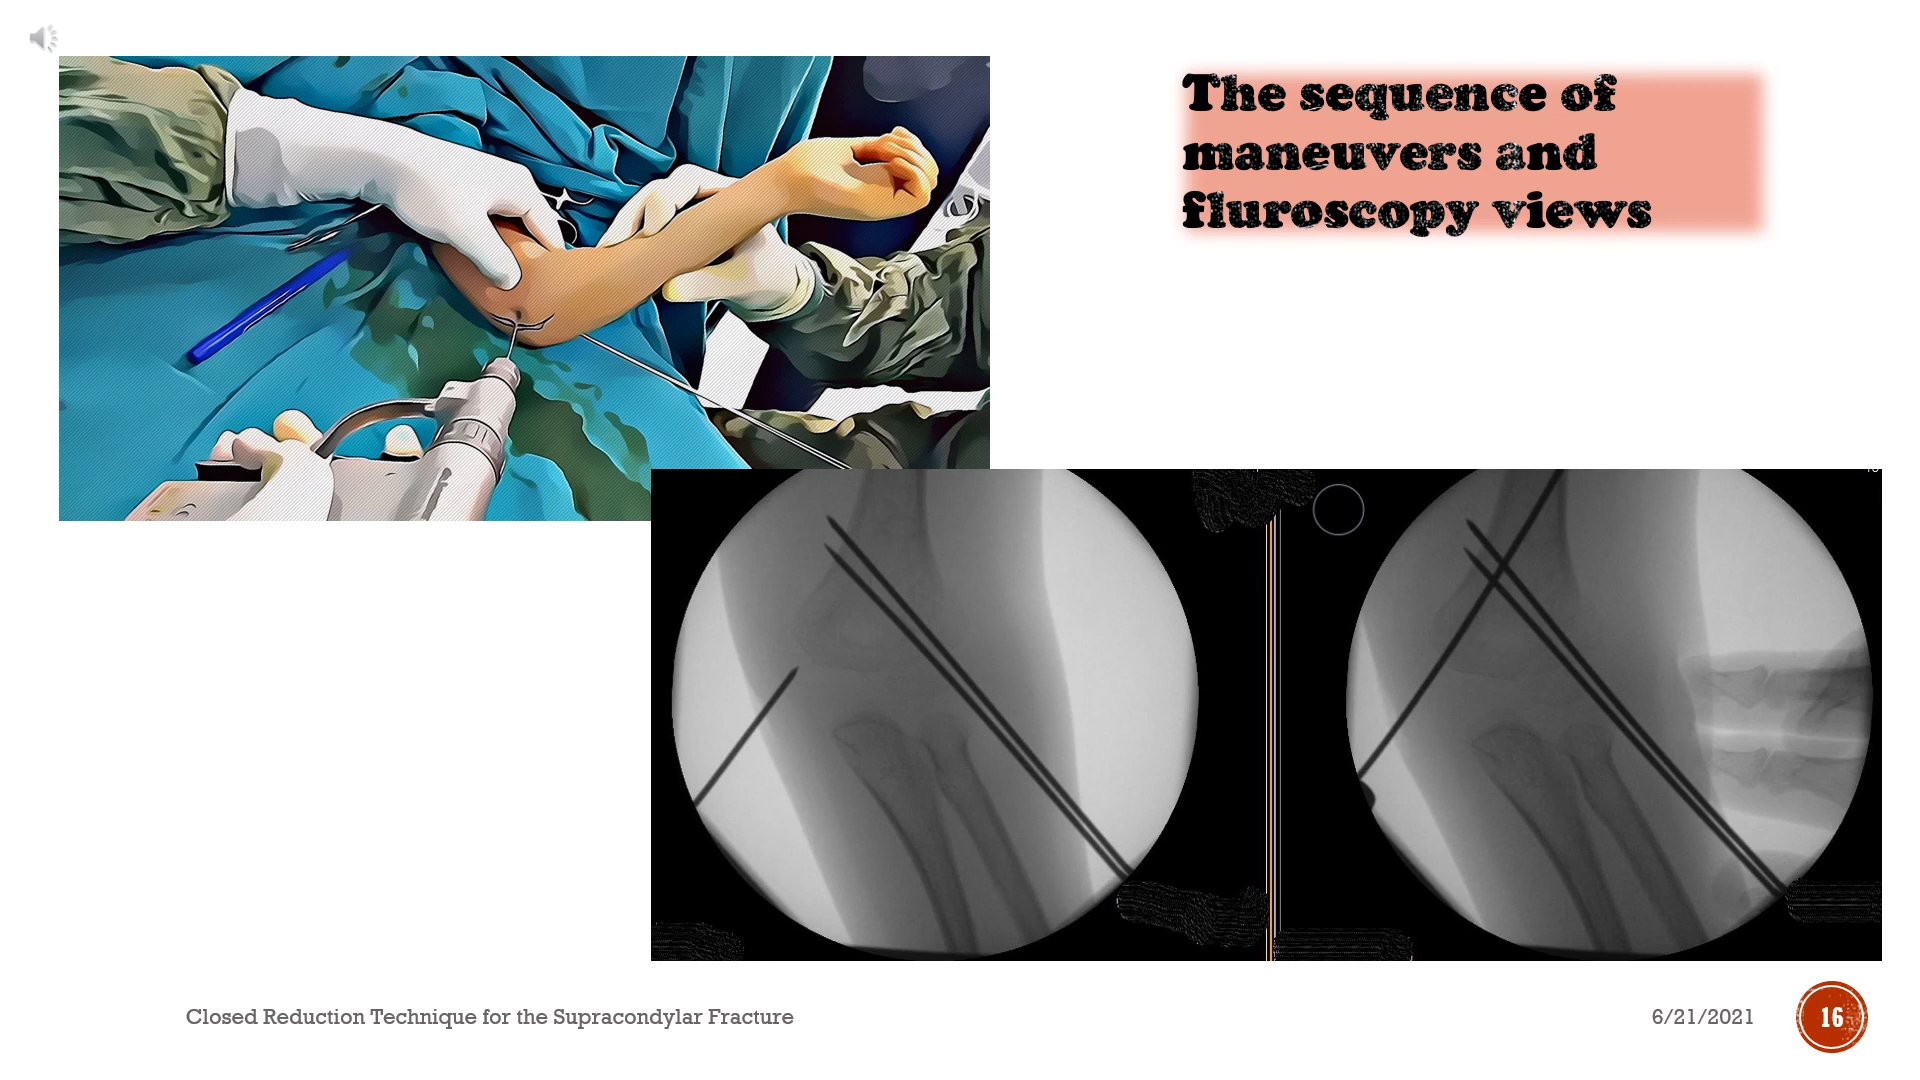 The sequence of
maneuvers and
fluroscopy views
Closed Reduction Technique for the Supracondylar Fracture
6/21/2021
16